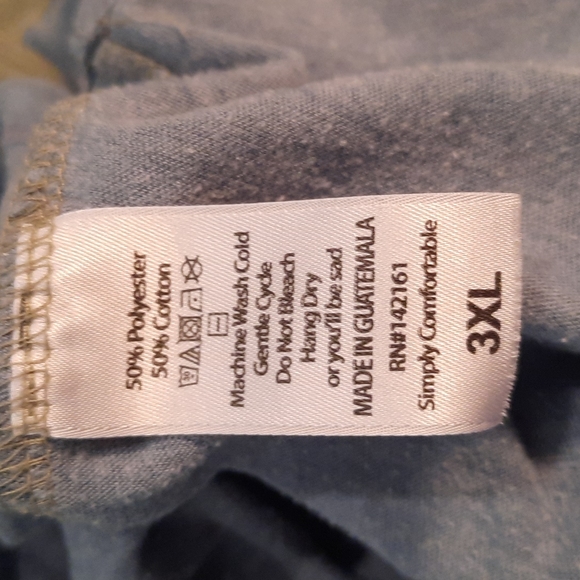 50% Polyester
50% Cotton
Machine Wash Cold
Gentle Cycle
Do Not Bleach
Hang Dry
or you'll be sad
MADE IN GUATEMALA
RN#142161
Simply Comfortable
3XL